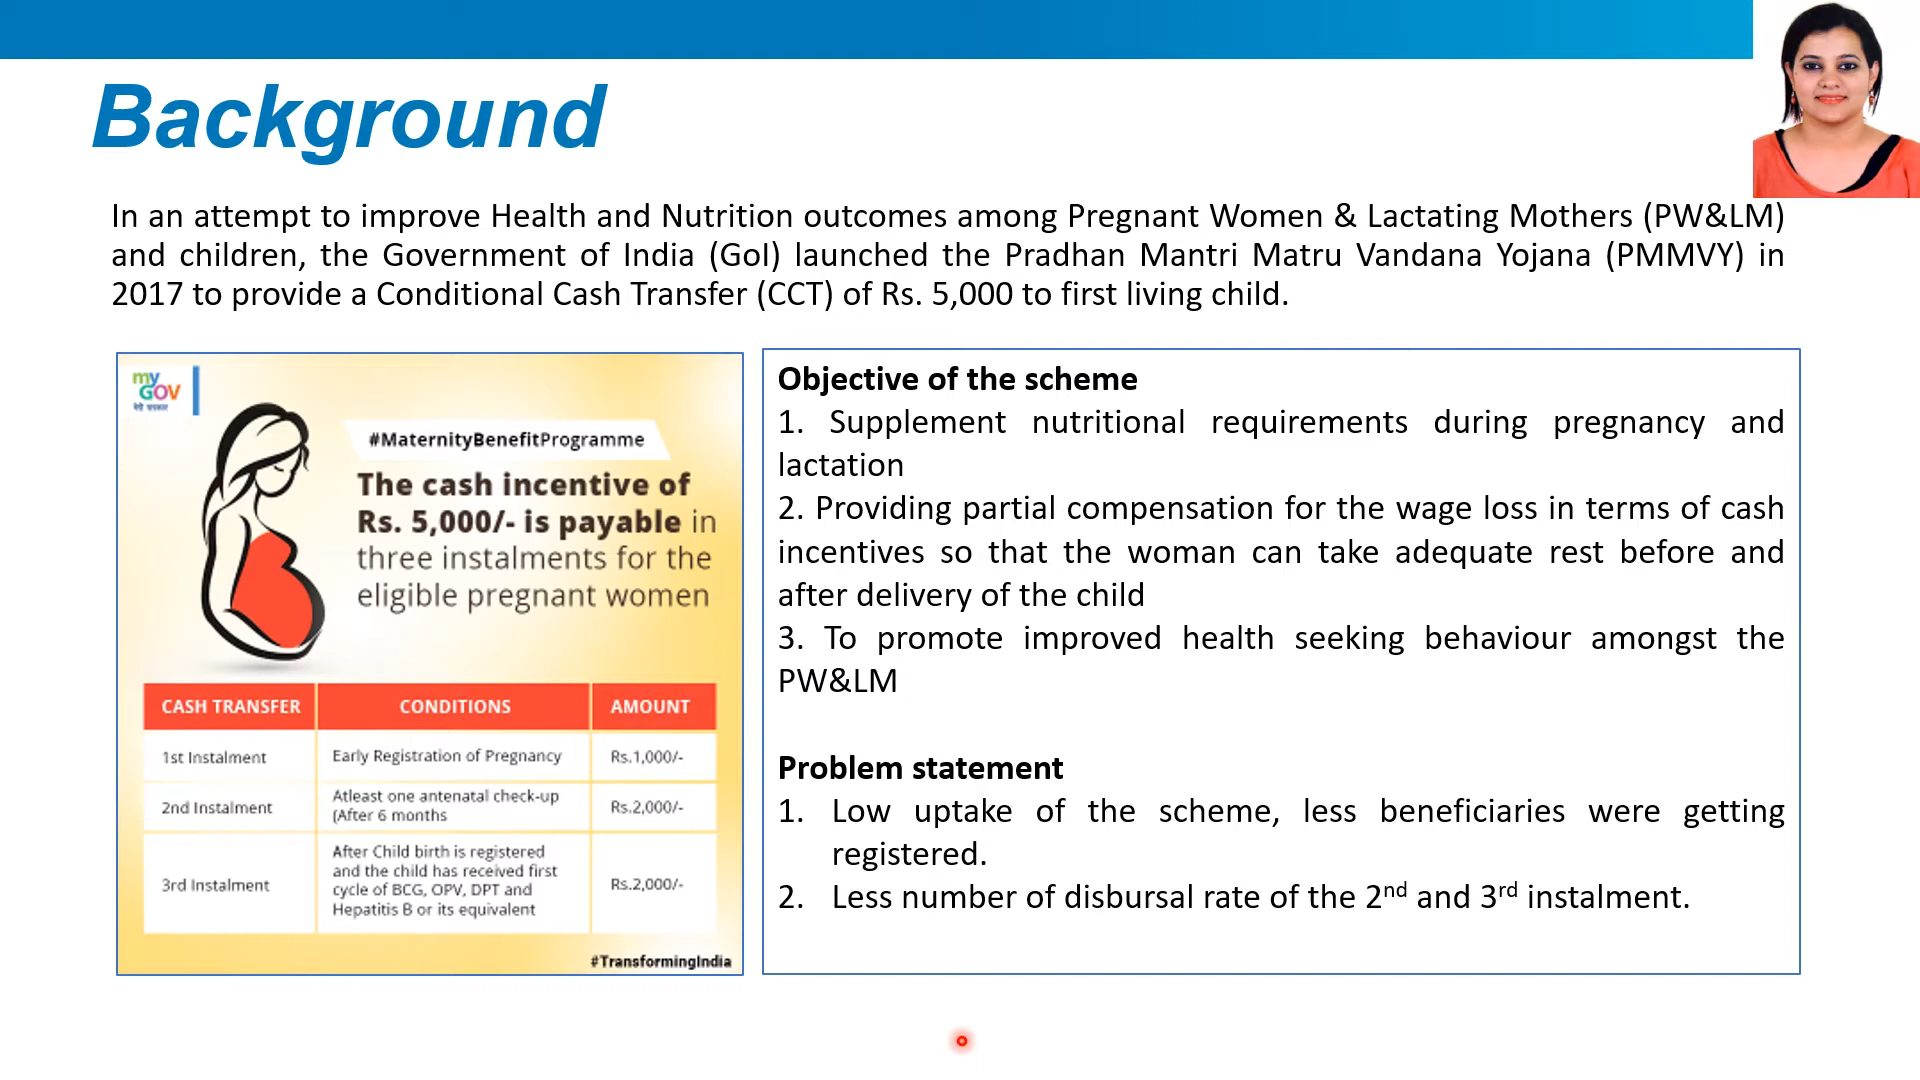 Background
In an attempt to improve Health and Nutrition outcomes among Pregnant Women & Lactating Mothers (PW&LM)
and children, the Government of India (GoI) launched the Pradhan Mantri Matru Vandana Yojana (PMMVY) in
2017 to provide a Conditional Cash Transfer (CCT) of Rs. 5,000 to first living child.
my
GOV
मेरी सरकार
#MaternityBenefitProgramme
The cash incentive of
Rs. 5,000/- is payable in
three instalments for the
eligible pregnant women
CASH TRANSFER CONDITIONS AMOUNT
1st Instalment Early Registration of Pregnancy Rs.1,000/-
2nd Instalment Atleast one antenatal check-up
(After 6 months Rs.2,000/-
3rd Instalment After Child birth is registered
and the child has received first
cycle of BCG, OPV, DPT and
Hepatitis B or its equivalent Rs.2,000/-
#TransformingIndia
Objective of the scheme
1. Supplement nutritional requirements during pregnancy and
lactation
2. Providing partial compensation for the wage loss in terms of cash
incentives so that the woman can take adequate rest before and
after delivery of the child
3. To promote improved health seeking behaviour amongst the
PW&LM
Problem statement
1. Low uptake of the scheme, less beneficiaries were getting
registered.
2. Less number of disbursal rate of the 2nd and 3rd instalment.